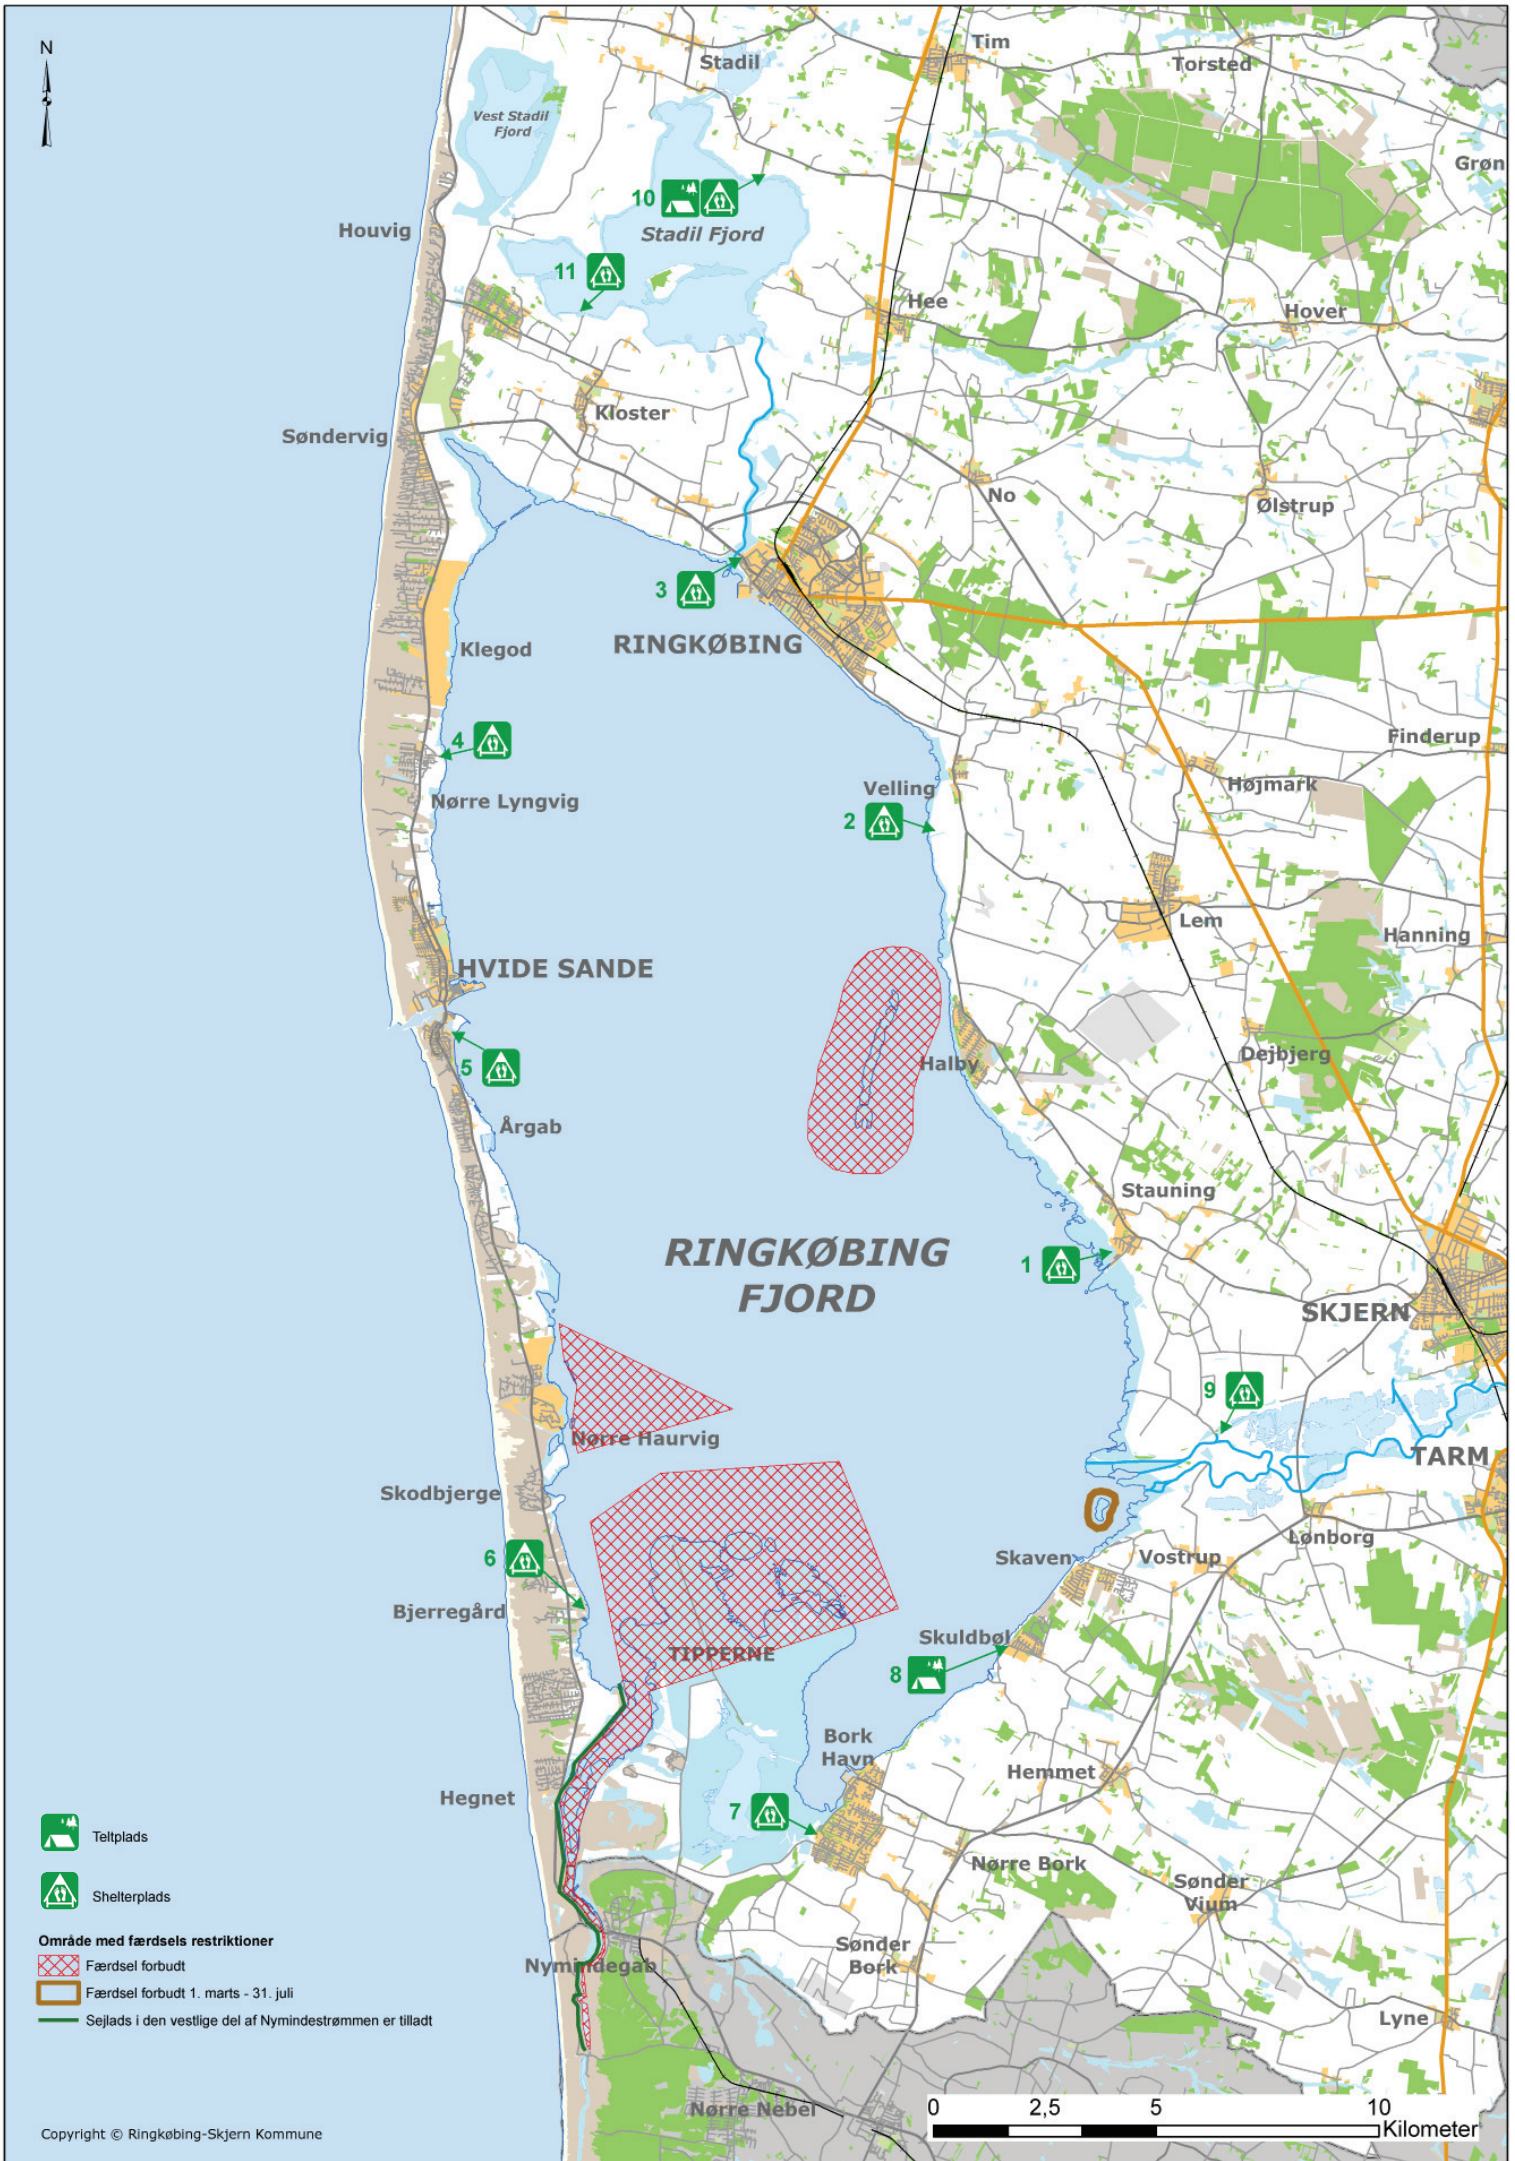 N
Tim
Stadil
Torsted
Vest Stadil
Fjord
Grøn
10
Stadil Fjord
Houvig
11
Hee
Hover
Kloster
Søndervig
No
Ølstrup
3
RINGKØBING
Klegod
4
Finderup
Højmark
Velling
Nørre Lyngvig
2
Lem
Hanning
HVIDE SANDE
Dejbjerg
5
Halby
Årgab
Stauning
RINGKØBING
FJORD
1
SKJERN
9
Nørre Haurvig
TARM
Skodbjerge
Lønborg
6
Skaven
Vostrup
Bjerregård
Skuldbøl
TIPPERNE
8
Bork
Havn
Hemmet
Hegnet
7
Teltplads
Nørre Bork
Sønder
Vium
Shelterplads
Område med færdsels restriktioner
Sønder
Bork
Færdsel forbudt
Nymindegab
Færdsel forbudt 1. marts - 31. juli
Sejlads i den vestlige del af Nymindestrømmen er tilladt
Lyne
Nørre Nebel
0 2,5 5 10
Kilometer
Copyright © Ringkøbing-Skjern Kommune